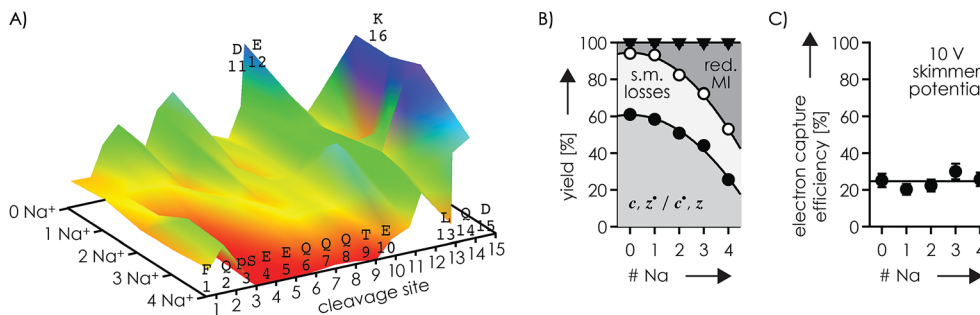 A)
D E
11 12
K
16
0 Na⁺
1 Na⁺
2 Na⁺
3 Na⁺
4 Na⁺
F Q pS E E Q Q Q T E L Q D
1 2 3 4 5 6 7 8 9 10 13 14 15
1 2 3 4 5 6 7 8 9 10 11 12 13 14 15
cleavage site
B)
100
80
60
40
20
0
yield [%]
s.m.
losses
red.
MI
c, z• / c•, z
0 1 2 3 4
# Na
C)
100
80
60
40
20
0
electron capture
efficiency [%]
10 V
skimmer
potential
0 1 2 3
# Na